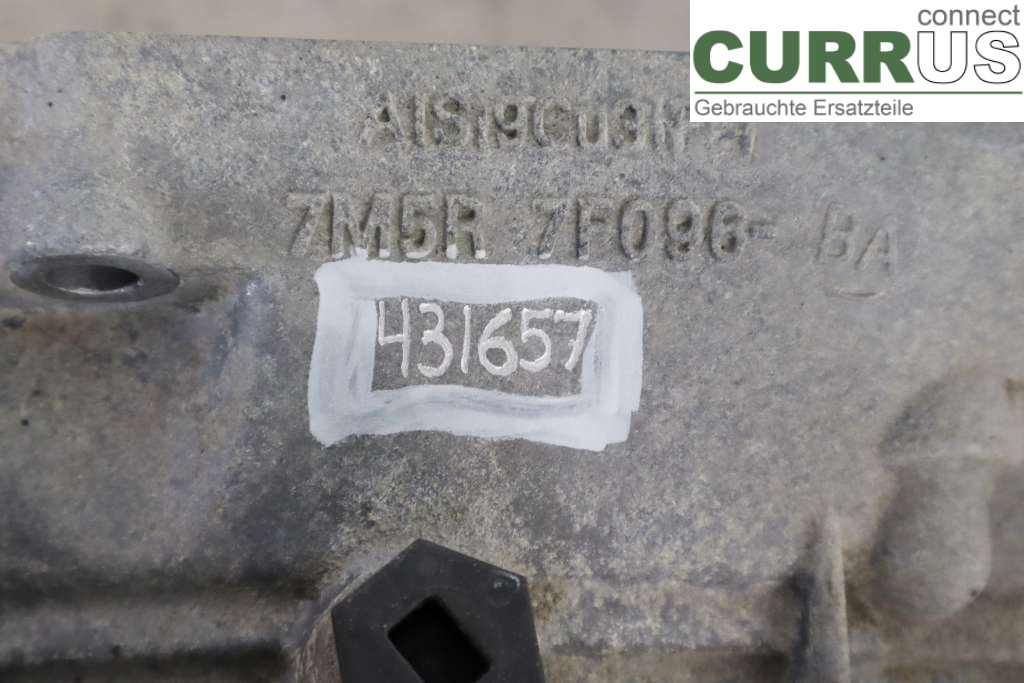 connect
CURRUS
Gebrauchte Ersatzteile
7M5R 7F096-BA
431657